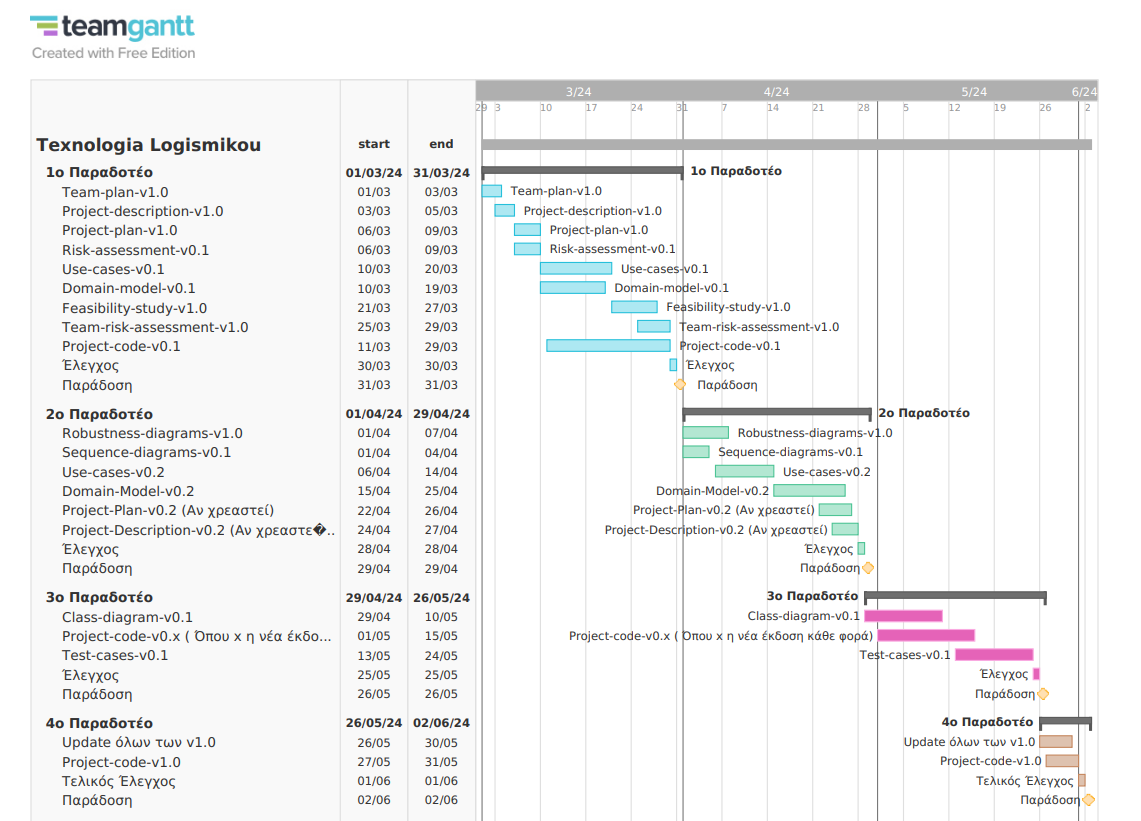 teamgantt
Created with Free Edition
3/24 4/24 5/24 6/24
29 3 10 17 24 31 7 14 21 28 5 12 19 26 2
Texnologia Logismikou start end
1ο Παραδοτέο 01/03/24 31/03/24 1ο Παραδοτέο
Team-plan-v1.0 01/03 03/03 Team-plan-v1.0
Project-description-v1.0 03/03 05/03 Project-description-v1.0
Project-plan-v1.0 06/03 09/03 Project-plan-v1.0
Risk-assessment-v0.1 06/03 09/03 Risk-assessment-v0.1
Use-cases-v0.1 10/03 20/03 Use-cases-v0.1
Domain-model-v0.1 10/03 19/03 Domain-model-v0.1
Feasibility-study-v1.0 21/03 27/03 Feasibility-study-v1.0
Team-risk-assessment-v1.0 25/03 29/03 Team-risk-assessment-v1.0
Project-code-v0.1 11/03 29/03 Project-code-v0.1
Έλεγχος 30/03 30/03 Έλεγχος
Παράδοση 31/03 31/03 Παράδοση
2ο Παραδοτέο 01/04/24 29/04/24 2ο Παραδοτέο
Robustness-diagrams-v1.0 01/04 07/04 Robustness-diagrams-v1.0
Sequence-diagrams-v0.1 01/04 04/04 Sequence-diagrams-v0.1
Use-cases-v0.2 06/04 14/04 Use-cases-v0.2
Domain-Model-v0.2 15/04 25/04 Domain-Model-v0.2
Project-Plan-v0.2 (Αν χρεαστεί) 22/04 26/04 Project-Plan-v0.2 (Αν χρεαστεί)
Project-Description-v0.2 (Αν χρεαστε�.. 24/04 27/04 Project-Description-v0.2 (Αν χρεαστεί)
Έλεγχος 28/04 28/04 Έλεγχος
Παράδοση 29/04 29/04 Παράδοση
3ο Παραδοτέο 29/04/24 26/05/24 3ο Παραδοτέο
Class-diagram-v0.1 29/04 10/05 Class-diagram-v0.1
Project-code-v0.x ( Όπου x η νέα έκδο... 01/05 15/05 Project-code-v0.x ( Όπου x η νέα έκδοση κάθε φορά)
Test-cases-v0.1 13/05 24/05 Test-cases-v0.1
Έλεγχος 25/05 25/05 Έλεγχος
Παράδοση 26/05 26/05 Παράδοση
4ο Παραδοτέο 26/05/24 02/06/24 4ο Παραδοτέο
Update όλων των v1.0 26/05 30/05 Update όλων των v1.0
Project-code-v1.0 27/05 31/05 Project-code-v1.0
Τελικός Έλεγχος 01/06 01/06 Τελικός Έλεγχος
Παράδοση 02/06 02/06 Παράδοση